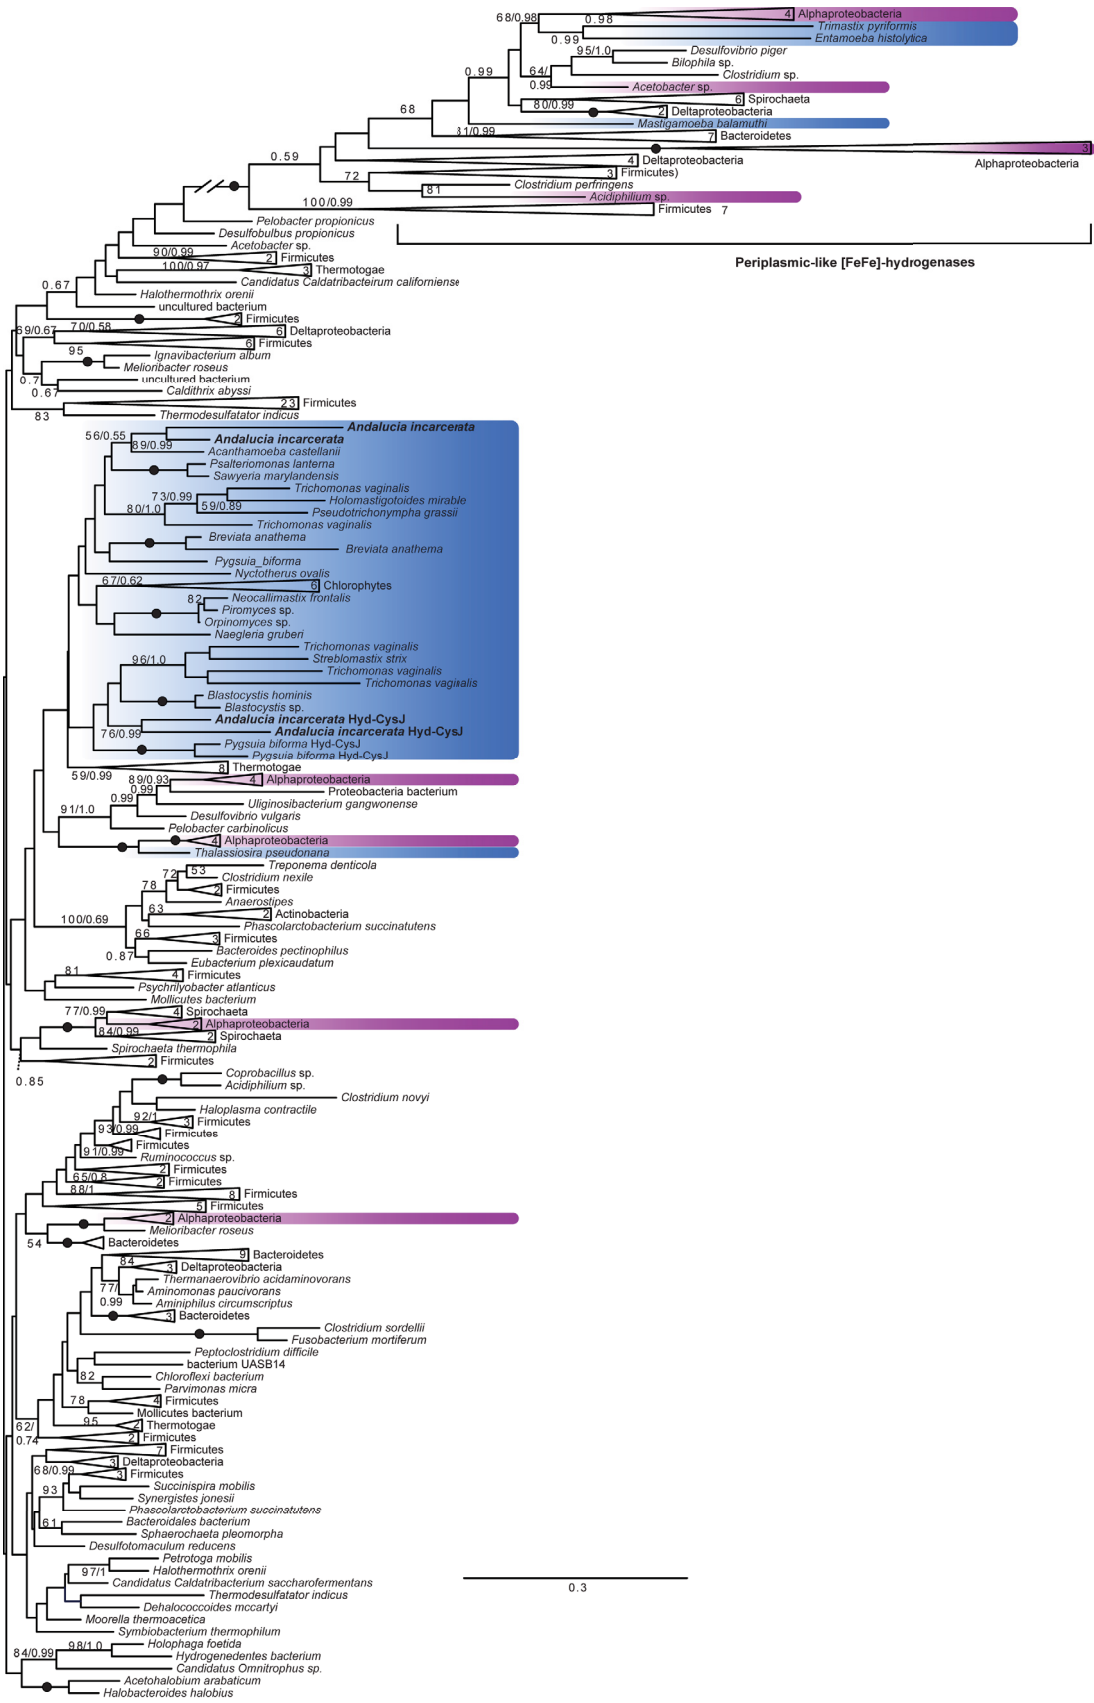 68/0.98
4 Alphaproteobacteria
0.98
Trimastix pyriformis
0.99
Entamoeba histolytica
95/1.0
Desulfovibrio piger
Bilophila sp.
0.99
64/
0.99
Clostridium sp.
Acetobacter sp.
6 Spirochaeta
80/0.99
2 Deltaproteobacteria
68
Mastigamoeba balamuthi
81/0.99
7 Bacteroidetes
3
Alphaproteobacteria
0.59
4 Deltaproteobacteria
3 Firmicutes)
72
Clostridium perfringens
81
Acidiphilium sp.
100/0.99
Firmicutes 7
Pelobacter propionicus
Desulfobulbus propionicus
Acetobacter sp.
90/0.99
2 Firmicutes
100/0.97
3 Thermotogae
Periplasmic-like [FeFe]-hydrogenases
Candidatus Caldatribacteirum californiense
0.67
Halothermothrix orenii
uncultured bacterium
2 Firmicutes
69/0.67
70/0.58
6 Deltaproteobacteria
6 Firmicutes
95
Ignavibacterium album
Melioribacter roseus
0.7
uncultured bacterium
0.67
Caldithrix abyssi
23 Firmicutes
83
Thermodesulfatator indicus
Andalucia incarcerata
56/0.55
Andalucia incarcerata
89/0.99
Acanthamoeba castellanii
Psalteriomonas lanterna
Sawyeria marylandensis
Trichomonas vaginalis
73/0.99
Holomastigotoides mirable
80/1.0
59/0.89
Pseudotrichonympha grassii
Trichomonas vaginalis
Breviata anathema
Breviata anathema
Pygsuia_biforma
Nyctotherus ovalis
67/0.62
6 Chlorophytes
82
Neocallimastix frontalis
Piromyces sp.
Orpinomyces sp.
Naegleria gruberi
Trichomonas vaginalis
96/1.0
Streblomastix strix
Trichomonas vaginalis
Trichomonas vaginalis
Blastocystis hominis
Blastocystis sp.
Andalucia incarcerata Hyd-CysJ
76/0.99
Andalucia incarcerata Hyd-CysJ
Pygsuia biforma Hyd-CysJ
Pygsuia biforma Hyd-CysJ
59/0.99
8 Thermotogae
89/0.93
4 Alphaproteobacteria
0.99
Proteobacteria bacterium
0.99
Uliginosibacterium gangwonense
91/1.0
Desulfovibrio vulgaris
Pelobacter carbinolicus
4 Alphaproteobacteria
Thalassiosira pseudonana
Treponema denticola
72
53
Clostridium nexile
78
2 Firmicutes
Anaerostipes
63
2 Actinobacteria
100/0.69
Phascolarctobacterium succinatutens
66
3 Firmicutes
Bacteroides pectinophilus
0.87
Eubacterium plexicaudatum
81
4 Firmicutes
Psychrilyobacter atlanticus
Mollicutes bacterium
77/0.99
4 Spirochaeta
2 Alphaproteobacteria
84/0.99
2 Spirochaeta
Spirochaeta thermophila
2 Firmicutes
0.85
Coprobacillus sp.
Acidiphilium sp.
Clostridium novyi
Haloplasma contractile
92/1
3 Firmicutes
93/0.99
Firmicutes
Firmicutes
91/0.99
Ruminococcus sp.
2 Firmicutes
65/0.8
2 Firmicutes
88/1
8 Firmicutes
5 Firmicutes
2 Alphaproteobacteria
Melioribacter roseus
54
Bacteroidetes
9 Bacteroidetes
84
3 Deltaproteobacteria
Thermanaerovibrio acidaminovorans
77/
0.99
Aminomonas paucivorans
Aminiphilus circumscriptus
3 Bacteroidetes
Clostridium sordellii
Fusobacterium mortiferum
Peptoclostridium difficile
bacterium UASB14
82
Chloroflexi bacterium
Parvimonas micra
78
4 Firmicutes
Mollicutes bacterium
95
2 Thermotogae
62/
0.74
2 Firmicutes
7 Firmicutes
3 Deltaproteobacteria
68/0.99
3 Firmicutes
93
Succinispira mobilis
Synergistes jonesii
Phascolarctobacterium succinatutens
61
Bacteroidales bacterium
Sphaerochaeta pleomorpha
Desulfotomaculum reducens
Petrotoga mobilis
97/1
Halothermothrix orenii
Candidatus Caldatribacterium saccharofermentans
0.3
Thermodesulfatator indicus
Dehalococcoides mccartyi
Moorella thermoacetica
Symbiobacterium thermophilum
84/0.99
98/1.0
Holophaga foetida
Hydrogenedentes bacterium
Candidatus Omnitrophus sp.
Acetohalobium arabaticum
Halobacteroides halobius